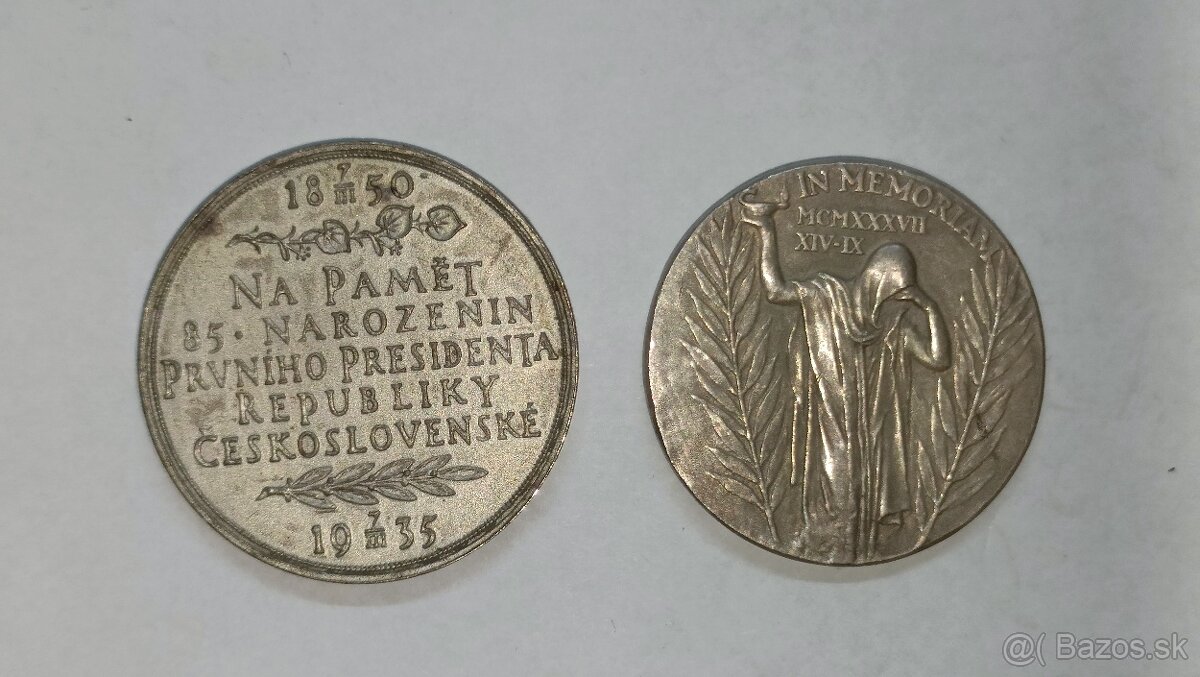 18 7/III 50
NA PAMĚT
85. NAROZENIN
PRVNÍHO PRESIDENTA
REPUBLIKY
ČESKOSLOVENSKÉ
19 7/III 35
IN MEMORIAM
MCMXXXVII
XIV-IX
@( Bazos.sk